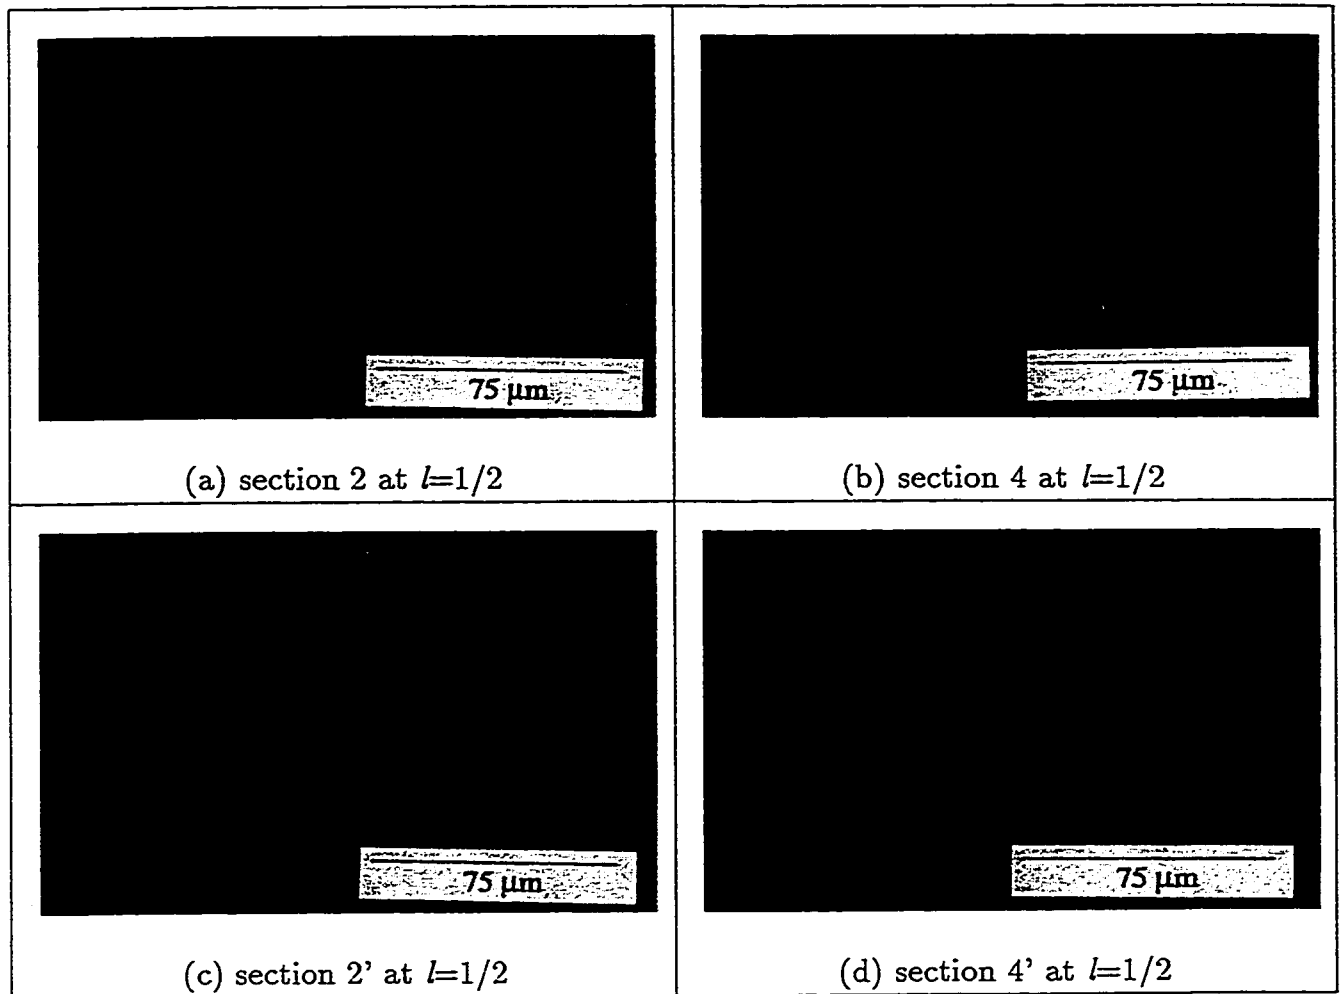 75 μm
75 μm
(a) section 2 at l=1/2
(b) section 4 at l=1/2
75 μm
75 μm
(c) section 2' at l=1/2
(d) section 4' at l=1/2